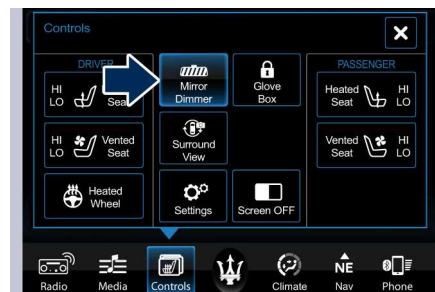 Controls
DRIVER
HI
LO
Seat
Mirror
Dimmer
Glove
Box
PASSENGER
Heated
Seat
HI
LO
HI
LO
Vented
Seat
Surround
View
Vented
Seat
HI
LO
Heated
Wheel
Settings
Screen OFF
Radio
Media
Controls
Climate
NE
Nav
Phone